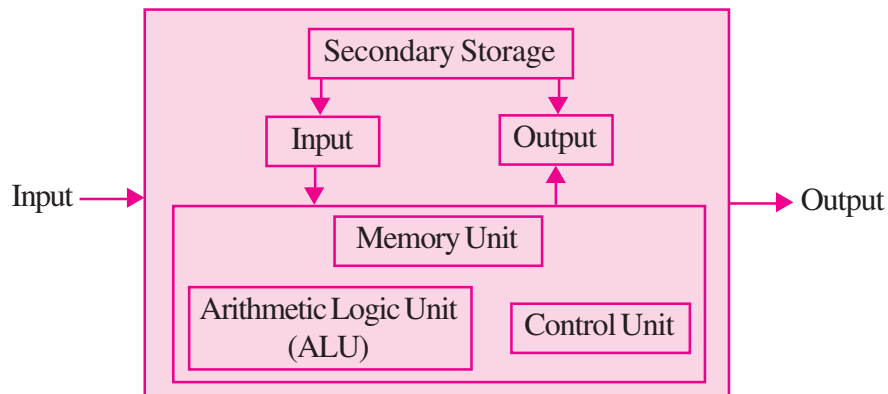 Secondary Storage
Input
Output
Input
Output
Memory Unit
Arithmetic Logic Unit
(ALU)
Control Unit